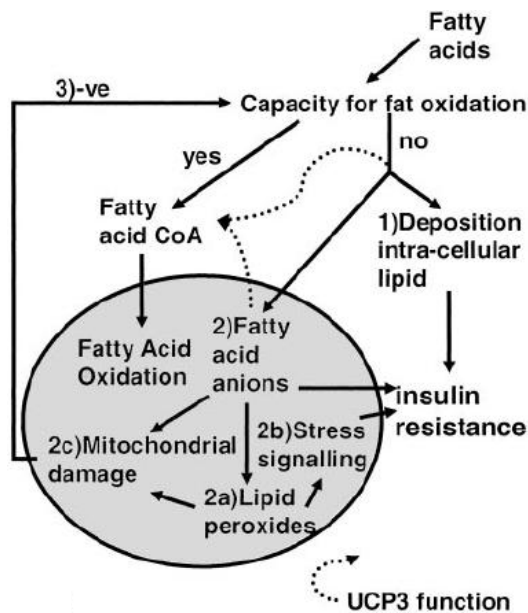 Fatty
acids
3)-ve
Capacity for fat oxidation
yes
no
Fatty
acid CoA
1)Deposition
intra-cellular
lipid
2)Fatty
acid
anions
Fatty Acid
Oxidation
insulin
resistance
2b)Stress
signalling
2c)Mitochondrial
damage
2a)Lipid
peroxides
UCP3 function